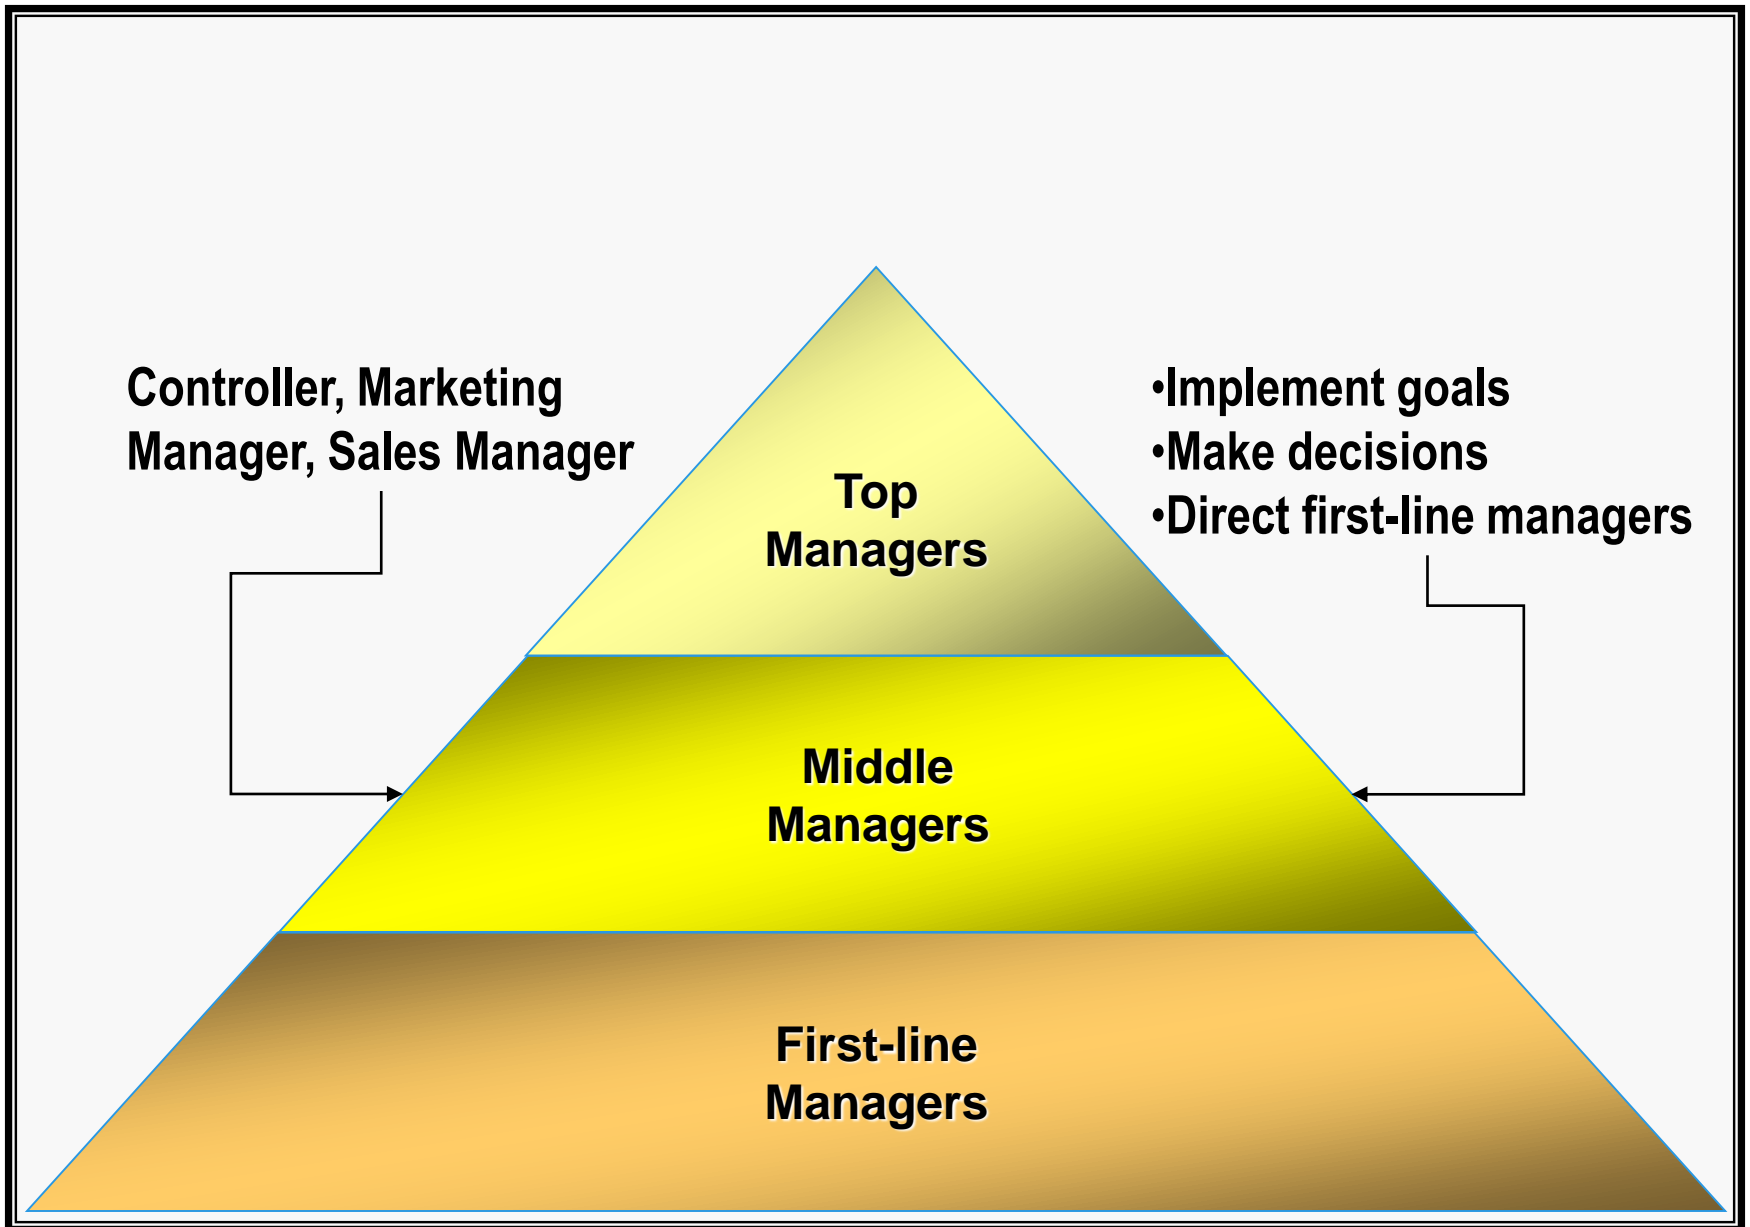 Controller, Marketing
Manager, Sales Manager
•Implement goals
•Make decisions
•Direct first-line managers
Top
Managers
Middle
Managers
First-line
Managers